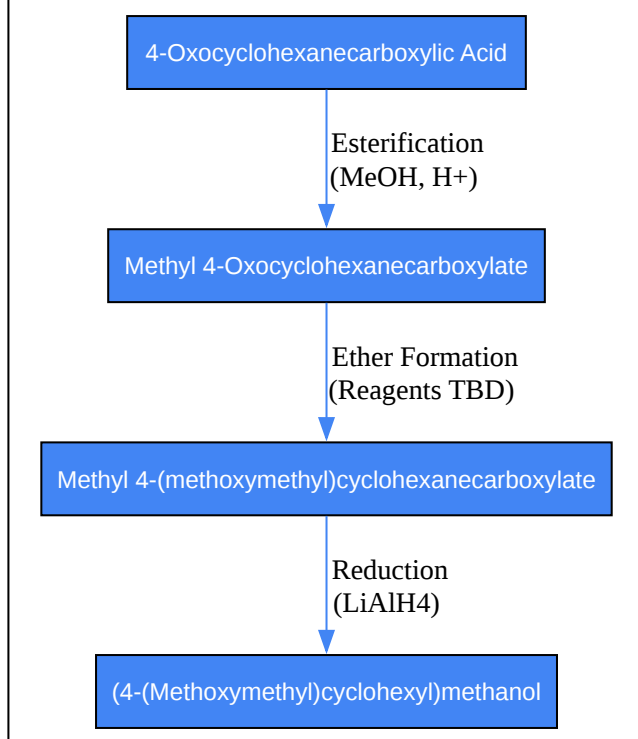 4-Oxocyclohexanecarboxylic Acid
Esterification
(MeOH, H+)
Methyl 4-Oxocyclohexanecarboxylate
Ether Formation
(Reagents TBD)
Methyl 4-(methoxymethyl)cyclohexanecarboxylate
Reduction
(LiAlH4)
(4-(Methoxymethyl)cyclohexyl)methanol